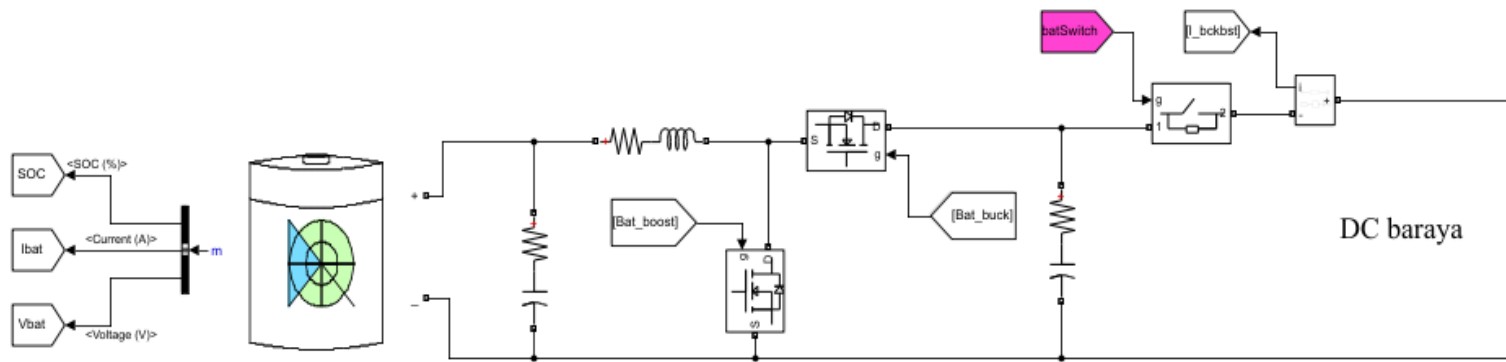 batSwitch
[I_bckbst]
g
1
2
i
+
-
S
D
g
<SOC (%)>
SOC
+
[Bat_boost]
[Bat_buck]
DC baraya
<Current (A)>
Ibat
m
g
D
S
_
Vbat
<Voltage (V)>